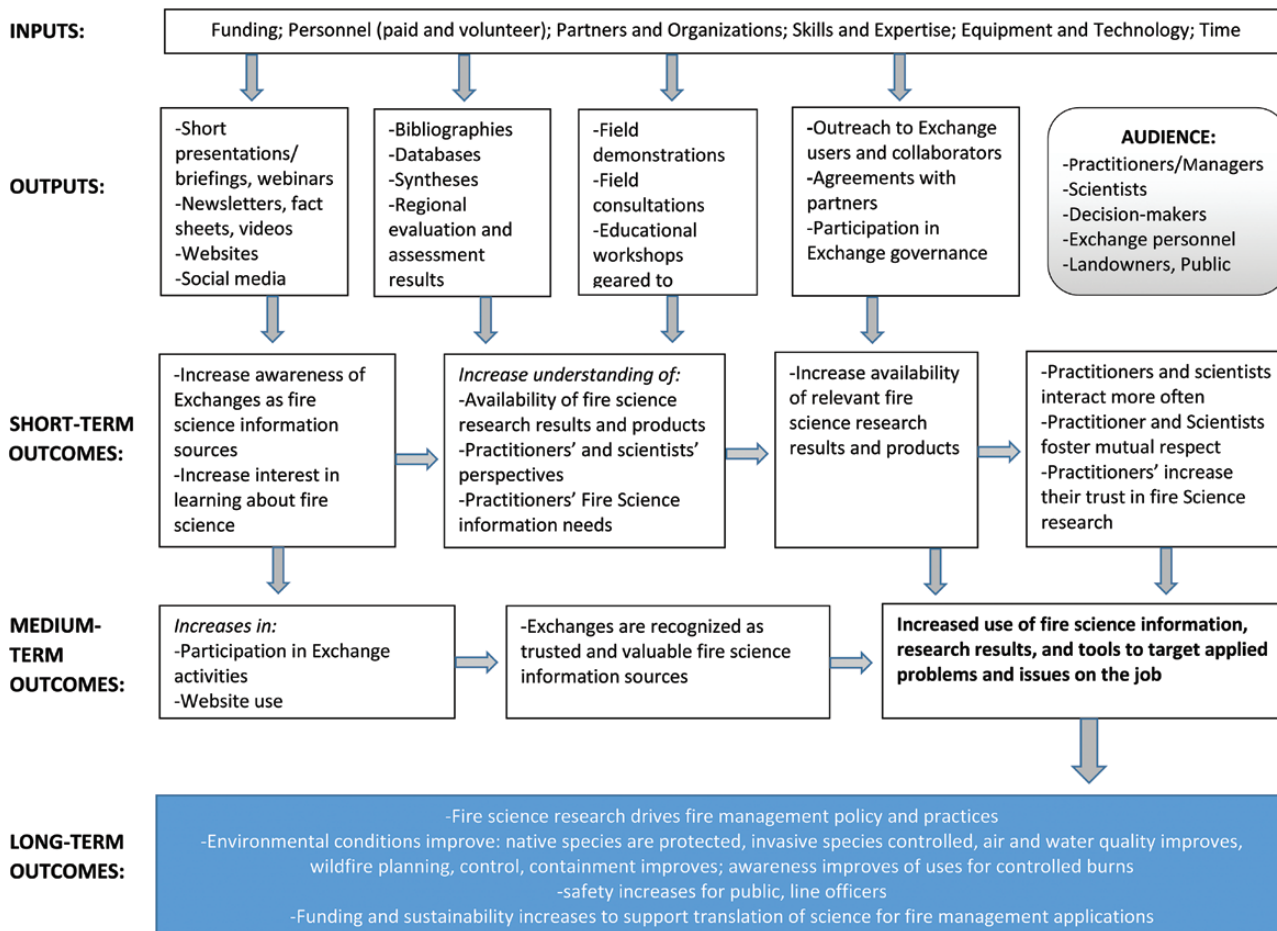 INPUTS:
Funding; Personnel (paid and volunteer); Partners and Organizations; Skills and Expertise; Equipment and Technology; Time
OUTPUTS:
-Short
presentations/
briefings, webinars
-Newsletters, fact
sheets, videos
-Websites
-Social media
-Bibliographies
-Databases
-Syntheses
-Regional
evaluation and
assessment
results
-Field
demonstrations
-Field
consultations
-Educational
workshops
geared to
-Outreach to Exchange
users and collaborators
-Agreements with
partners
-Participation in
Exchange governance
AUDIENCE:
-Practitioners/Managers
-Scientists
-Decision-makers
-Exchange personnel
-Landowners, Public
SHORT-TERM
OUTCOMES:
-Increase awareness of
Exchanges as fire
science information
sources
-Increase interest in
learning about fire
science
Increase understanding of:
-Availability of fire science
research results and products
-Practitioners' and scientists'
perspectives
-Practitioners' Fire Science
information needs
-Increase availability
of relevant fire
science research
results and products
-Practitioners and scientists
interact more often
-Practitioner and Scientists
foster mutual respect
-Practitioners' increase
their trust in fire Science
research
MEDIUM-
TERM
OUTCOMES:
Increases in:
-Participation in Exchange
activities
-Website use
-Exchanges are recognized as
trusted and valuable fire science
information sources
Increased use of fire science information,
research results, and tools to target applied
problems and issues on the job
LONG-TERM
OUTCOMES:
-Fire science research drives fire management policy and practices
-Environmental conditions improve: native species are protected, invasive species controlled, air and water quality improves,
wildfire planning, control, containment improves; awareness improves of uses for controlled burns
-safety increases for public, line officers
-Funding and sustainability increases to support translation of science for fire management applications